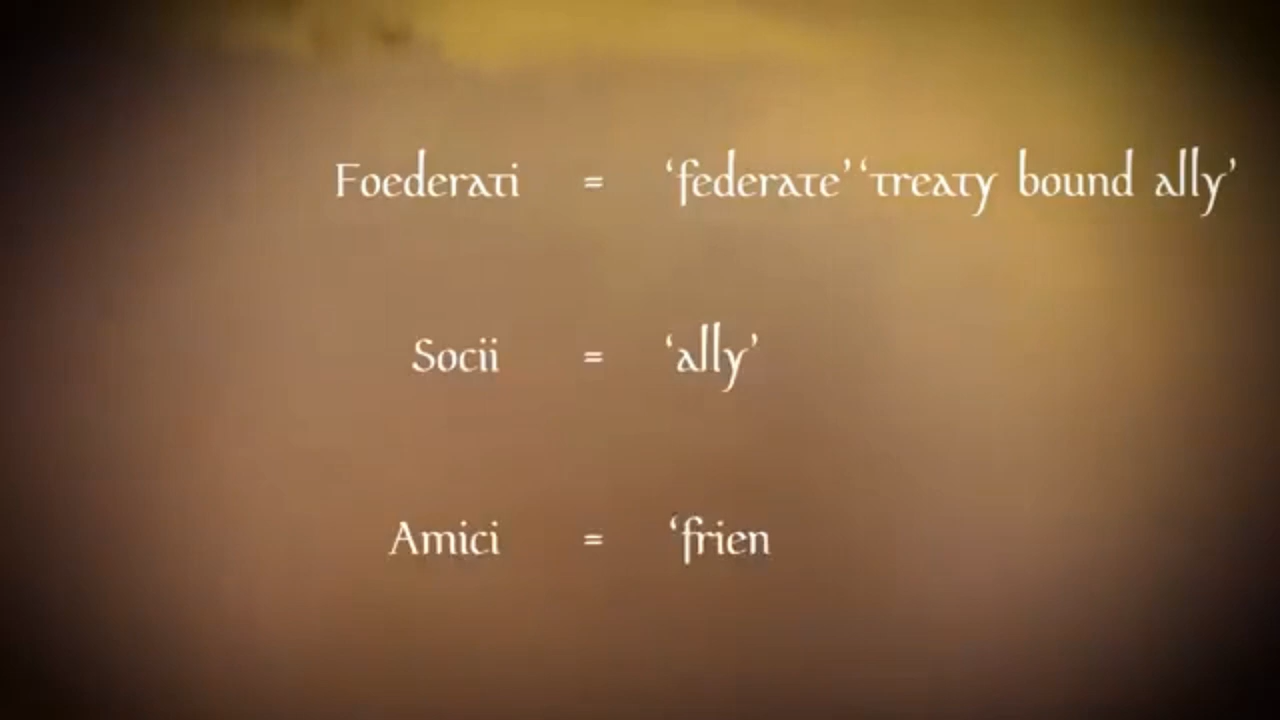 Foederati = ‘federate’ ‘treaty bound ally’
Socii = ‘ally’
Amici = ‘frien